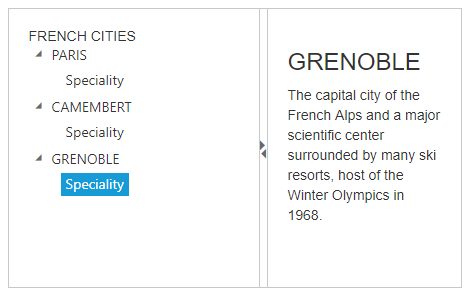 FRENCH CITIES
PARIS
Speciality
CAMEMBERT
Speciality
GRENOBLE
Speciality
GRENOBLE
The capital city of the
French Alps and a major
scientific center
surrounded by many ski
resorts, host of the
Winter Olympics in
1968.